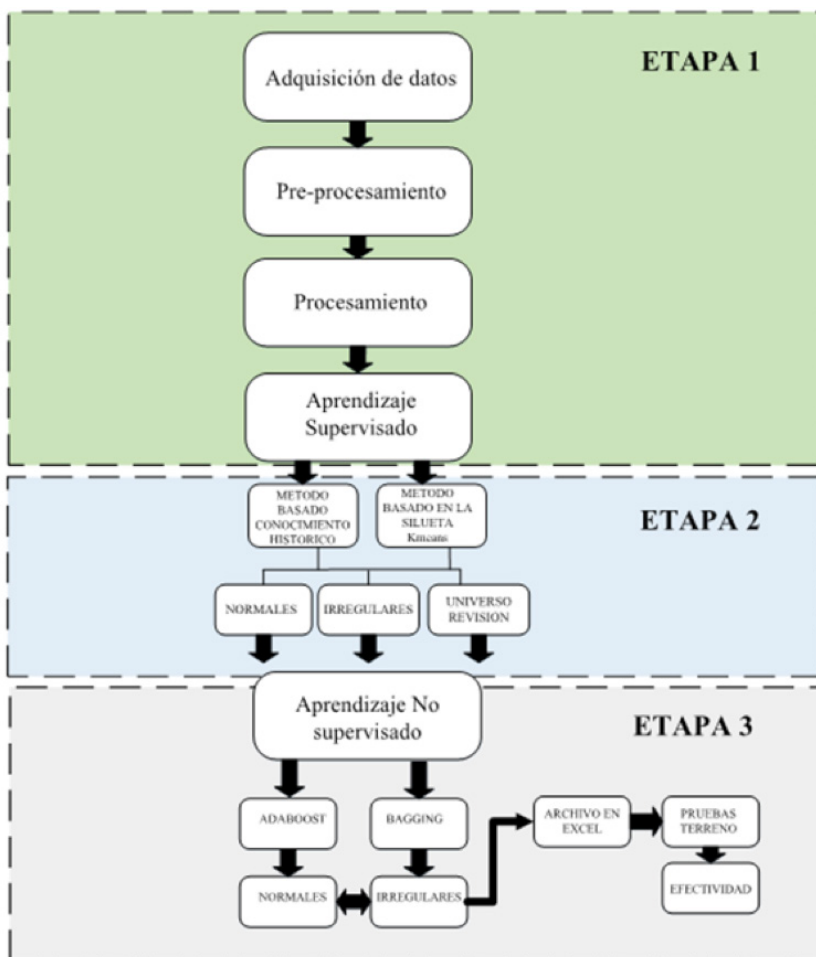 ETAPA 1
Adquisición de datos
Pre-procesamiento
Procesamiento
Aprendizaje
Supervisado
ETAPA 2
METODO
BASADO
CONOCIMIENTO
HISTORICO
METODO
BASADO EN LA
SILUETA
Kmeans
NORMALES
IRREGULARES
UNIVERSO
REVISION
ETAPA 3
Aprendizaje No
supervisado
ADABOOST
BAGGING
ARCHIVO EN
EXCEL
PRUEBAS
TERRENO
NORMALES
IRREGULARES
EFECTIVIDAD